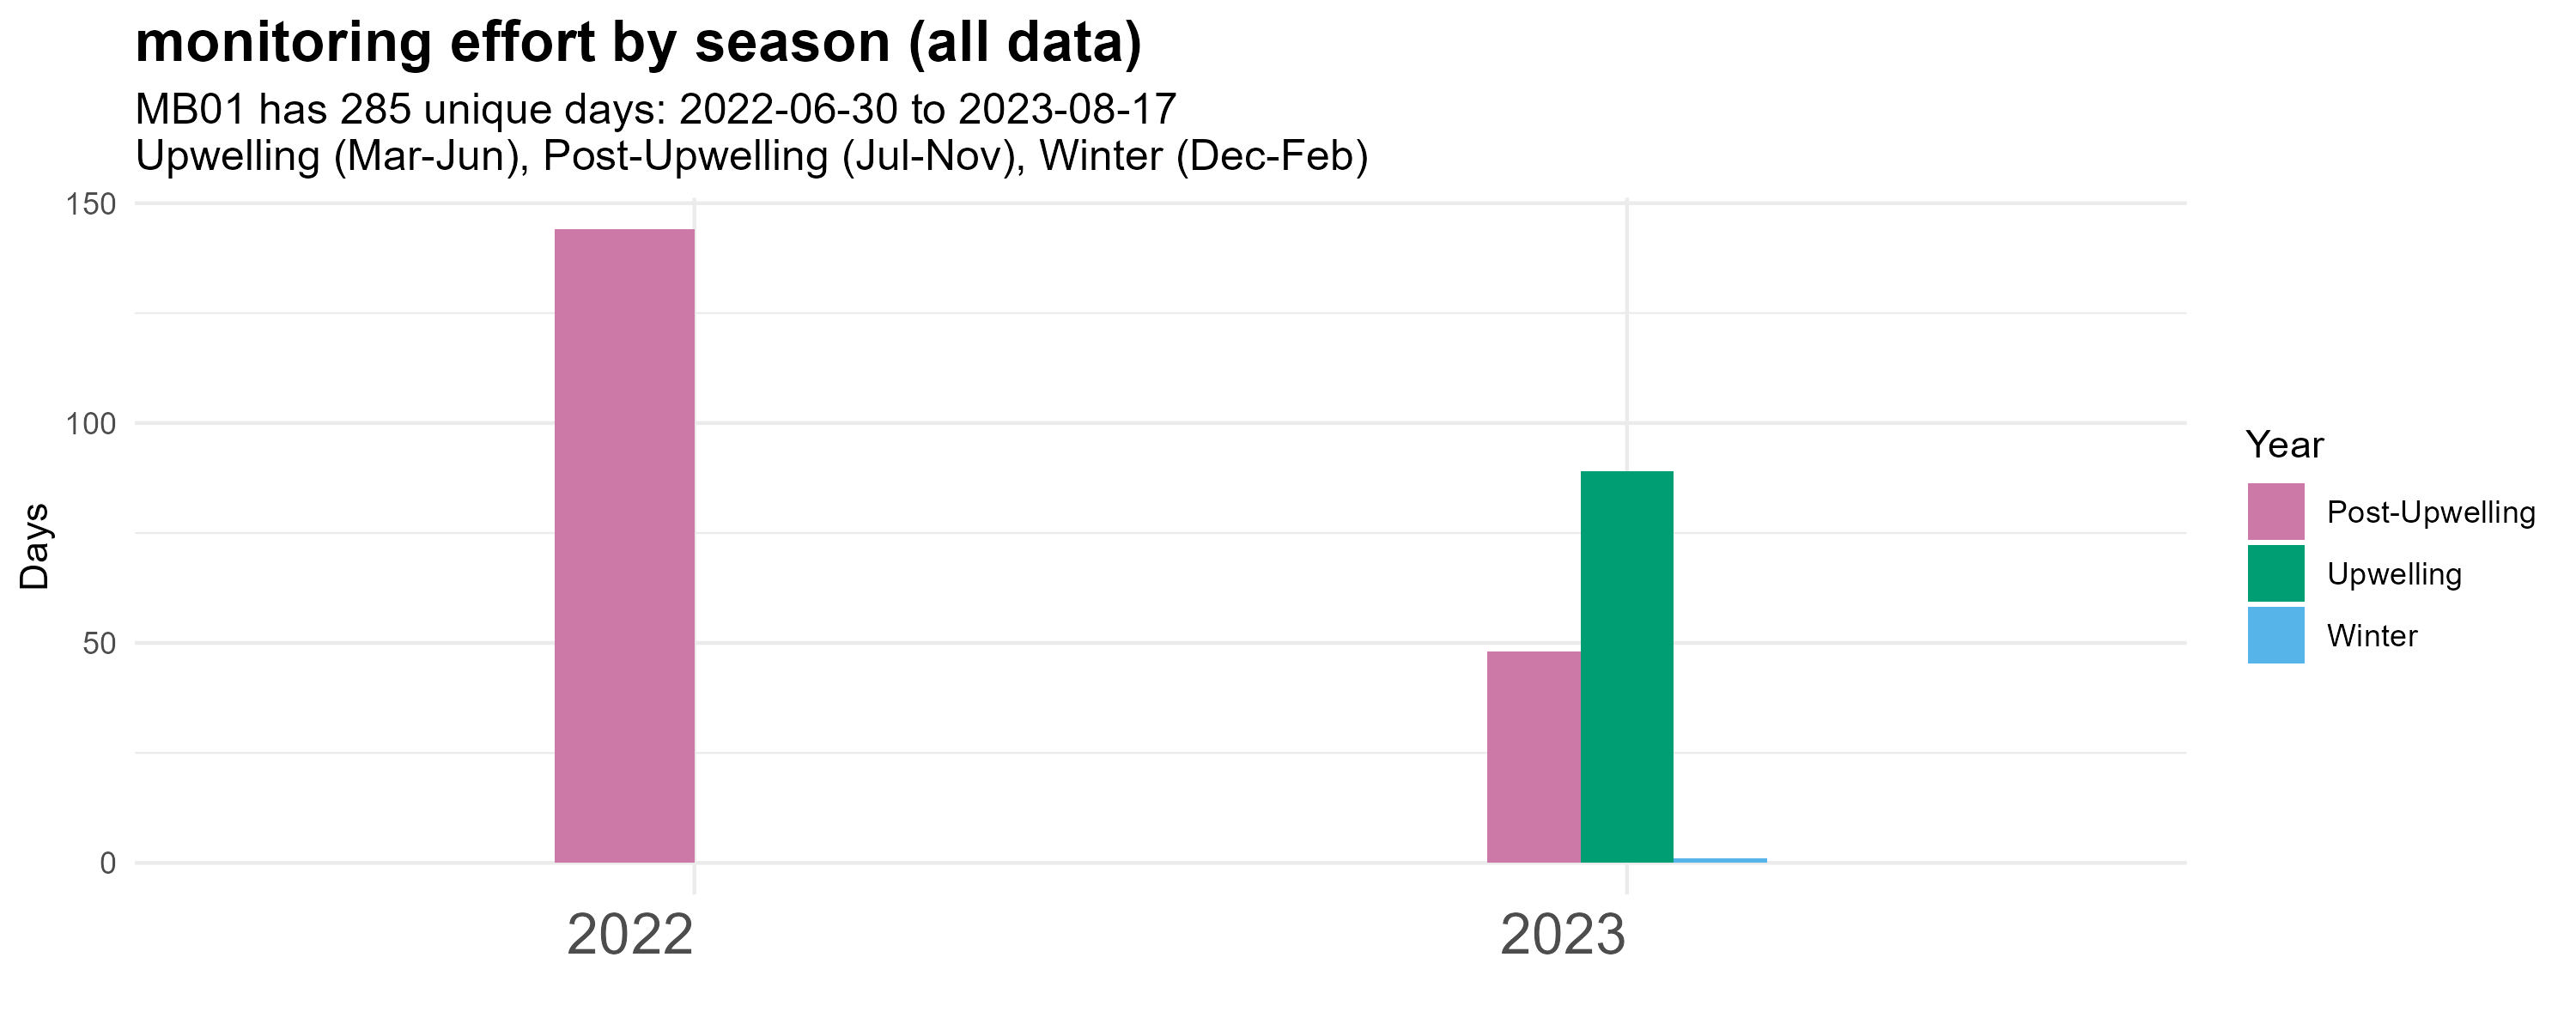 monitoring effort by season (all data)
MB01 has 285 unique days: 2022-06-30 to 2023-08-17
Upwelling (Mar-Jun), Post-Upwelling (Jul-Nov), Winter (Dec-Feb)
150
100
50
0
Days
2022
2023
Year
Post-Upwelling
Upwelling
Winter